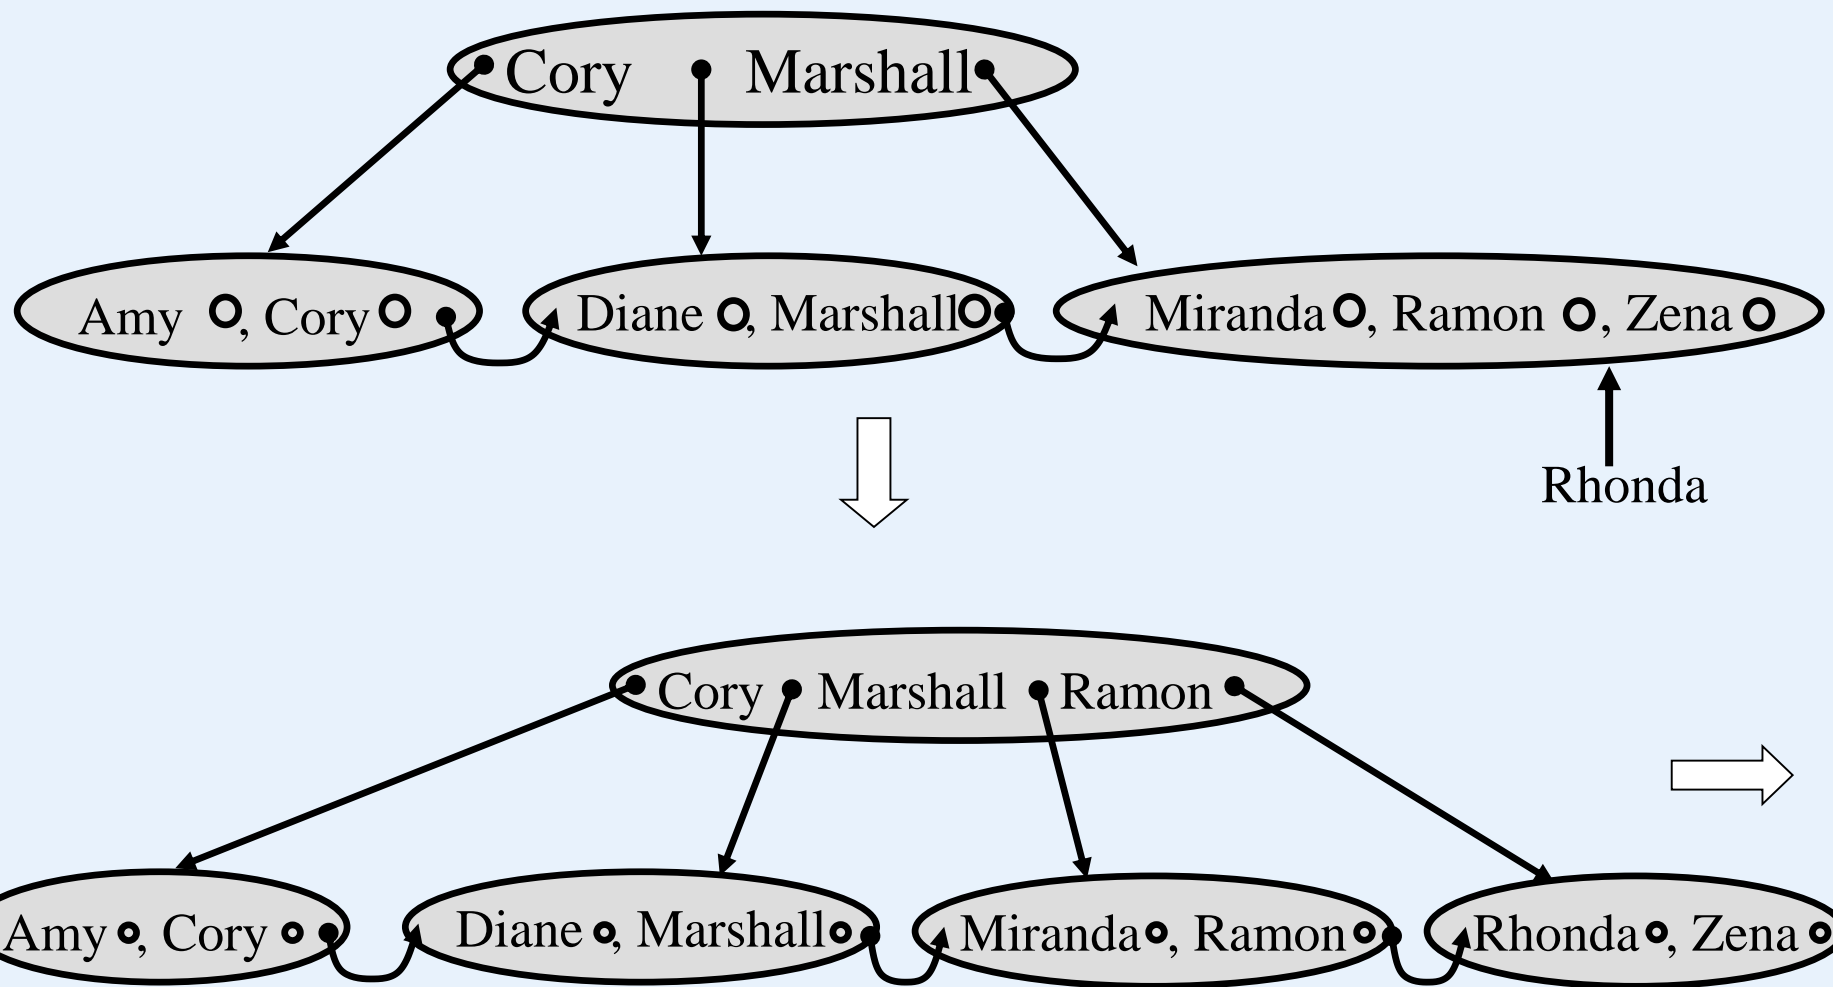 Cory Marshall
Amy , Cory Diane , Marshall Miranda , Ramon , Zena
Rhonda
Cory Marshall Ramon
Amy , Cory Diane , Marshall Miranda , Ramon Rhonda , Zena